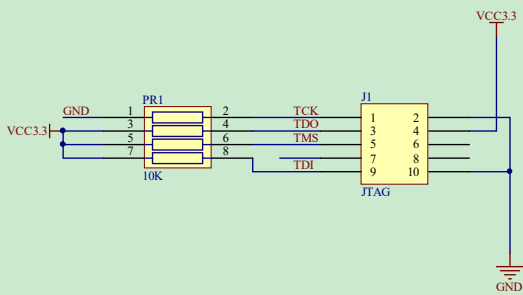 VCC3.3
PR1
J1
GND
1
2
TCK
1
2
VCC3.3
3
4
TDO
3
4
5
6
TMS
5
6
7
8
7
8
TDI
9
10
10K
JTAG
GND